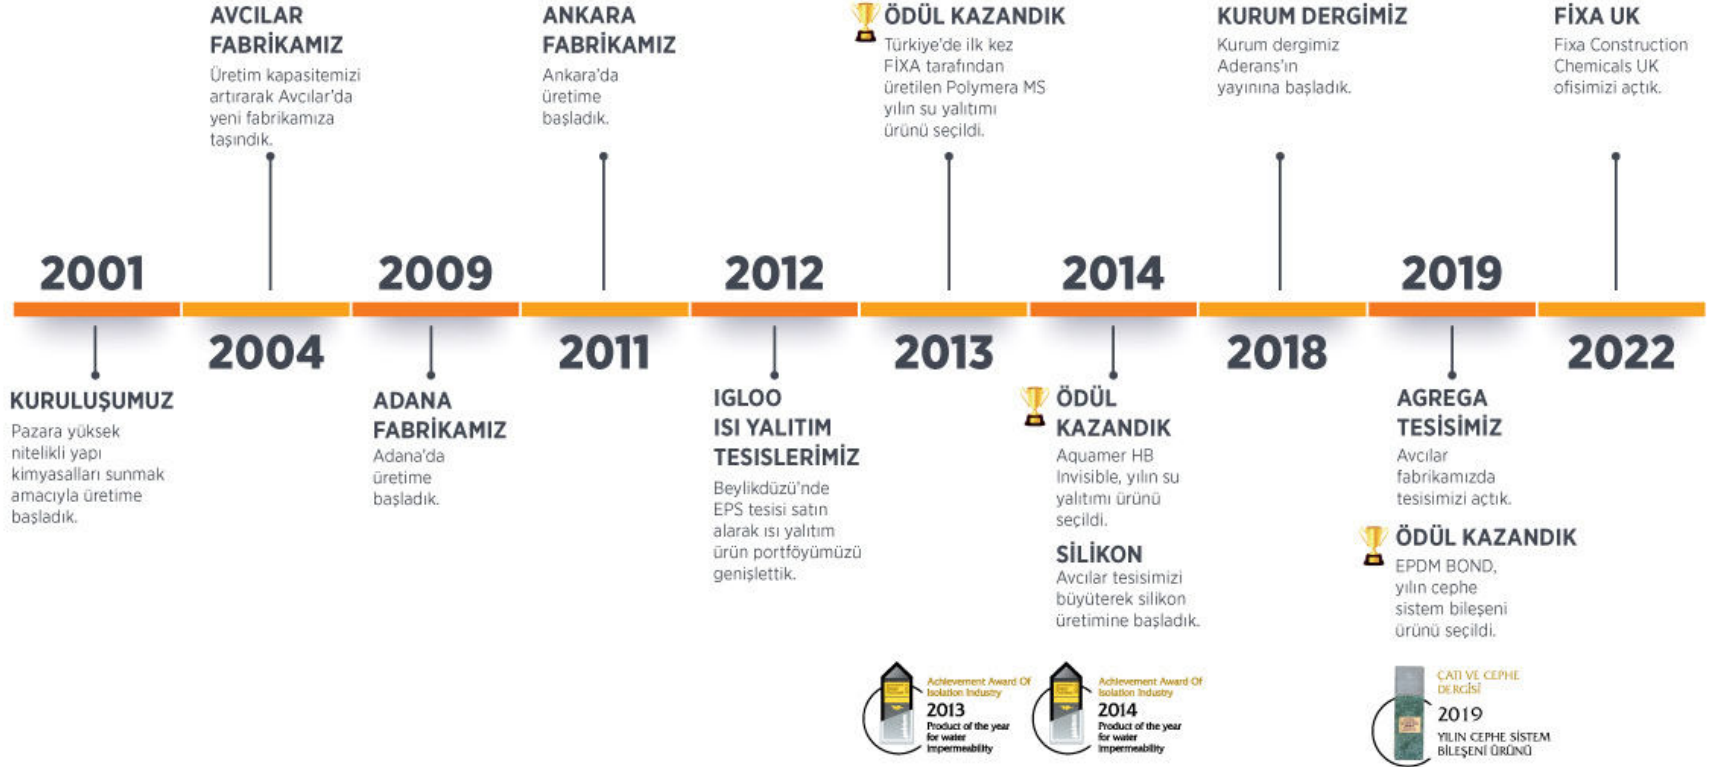 AVCILAR
FABRİKAMIZ
Üretim kapasitemizi
artırarak Avcılar'da
yeni fabrikamıza
taşındık.
ANKARA
FABRİKAMIZ
Ankara'da
üretime
başladık.
ÖDÜL KAZANDIK
Türkiye'de ilk kez
FİXA tarafından
üretilen Polymera MS
yılın su yalıtımı
ürünü seçildi.
KURUM DERGİMİZ
Kurum dergimiz
Aderans'ın
yayınına başladık.
FİXA UK
Fixa Construction
Chemicals UK
ofisimizi açtık.
2001
2009
2012
2014
2019
2004
2011
2013
2018
2022
KURULUŞUMUZ
Pazara yüksek
nitelikli yapı
kimyasalları sunmak
amacıyla üretime
başladık.
ADANA
FABRİKAMIZ
Adana'da
üretime
başladık.
IGLOO
ISI YALITIM
TESISLERİMİZ
Beylikdüzü'nde
EPS tesisi satın
alarak ısı yalıtım
ürün portföyümüzü
genişlettik.
ÖDÜL
KAZANDIK
Aquamer HB
Invisible, yılın su
yalıtımı ürünü
seçildi.
SİLİKON
Avcılar tesisimizi
büyüterek silikon
üretimine başladık.
AGREGA
TESİSİMİZ
Avcılar
fabrikamızda
tesisimizi açtık.
ÖDÜL KAZANDIK
EPDM BOND,
yılın cephe
sistem bileşeni
ürünü seçildi.
Achievement Award Of
Isolation Industry
2013
Product of the year
for water
impermeability
Achievement Award Of
Isolation Industry
2014
Product of the year
for water
impermeability
ÇATI VE CEPHE
DERGİSİ
2019
YILIN CEPHE SİSTEM
BİLEŞENİ ÜRÜNÜ